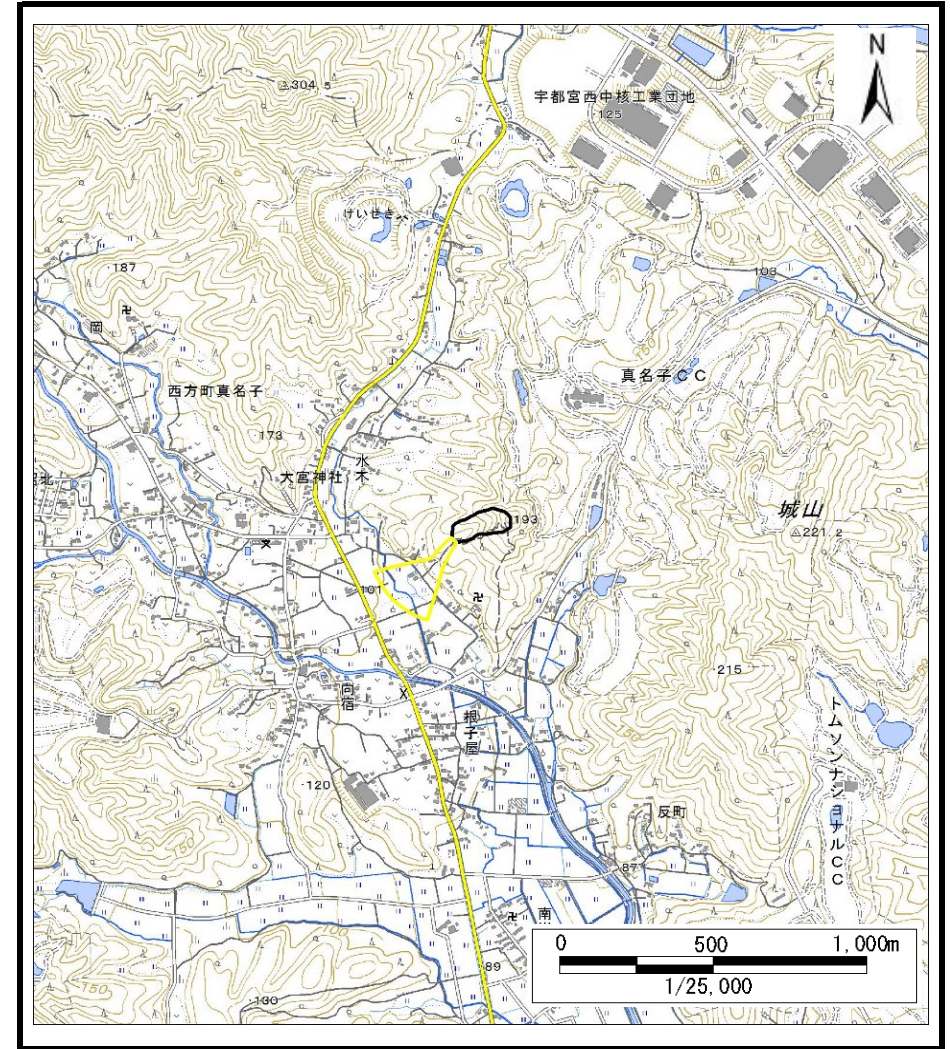 N
304.5
宇都宮西中核工業団地
125
けいせき
187
103
岡
真名子CC
西方町真名子
173
水木
大宮神社
193
城山
221.2
101
215
向宿
根子屋
トムソンナショナルCC
120
反町
87
南
0 500 1,000m
89
1/25,000
150
130